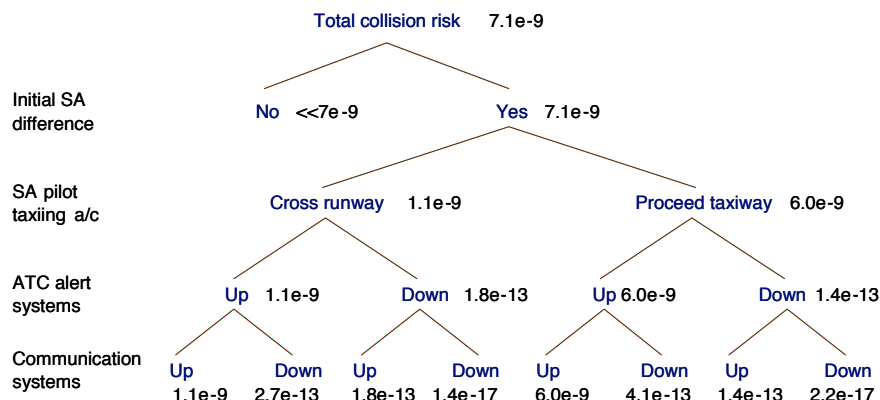 Total collision risk 7.1e-9
Initial SA
difference
No <<7e-9 Yes 7.1e-9
SA pilot
taxiing a/c
Cross runway 1.1e-9 Proceed taxiway 6.0e-9
ATC alert
systems
Up 1.1e-9 Down 1.8e-13 Up 6.0e-9 Down 1.4e-13
Communication
systems
Up Down Up Down Up Down Up Down
1.1e-9 2.7e-13 1.8e-13 1.4e-17 6.0e-9 4.1e-13 1.4e-13 2.2e-17